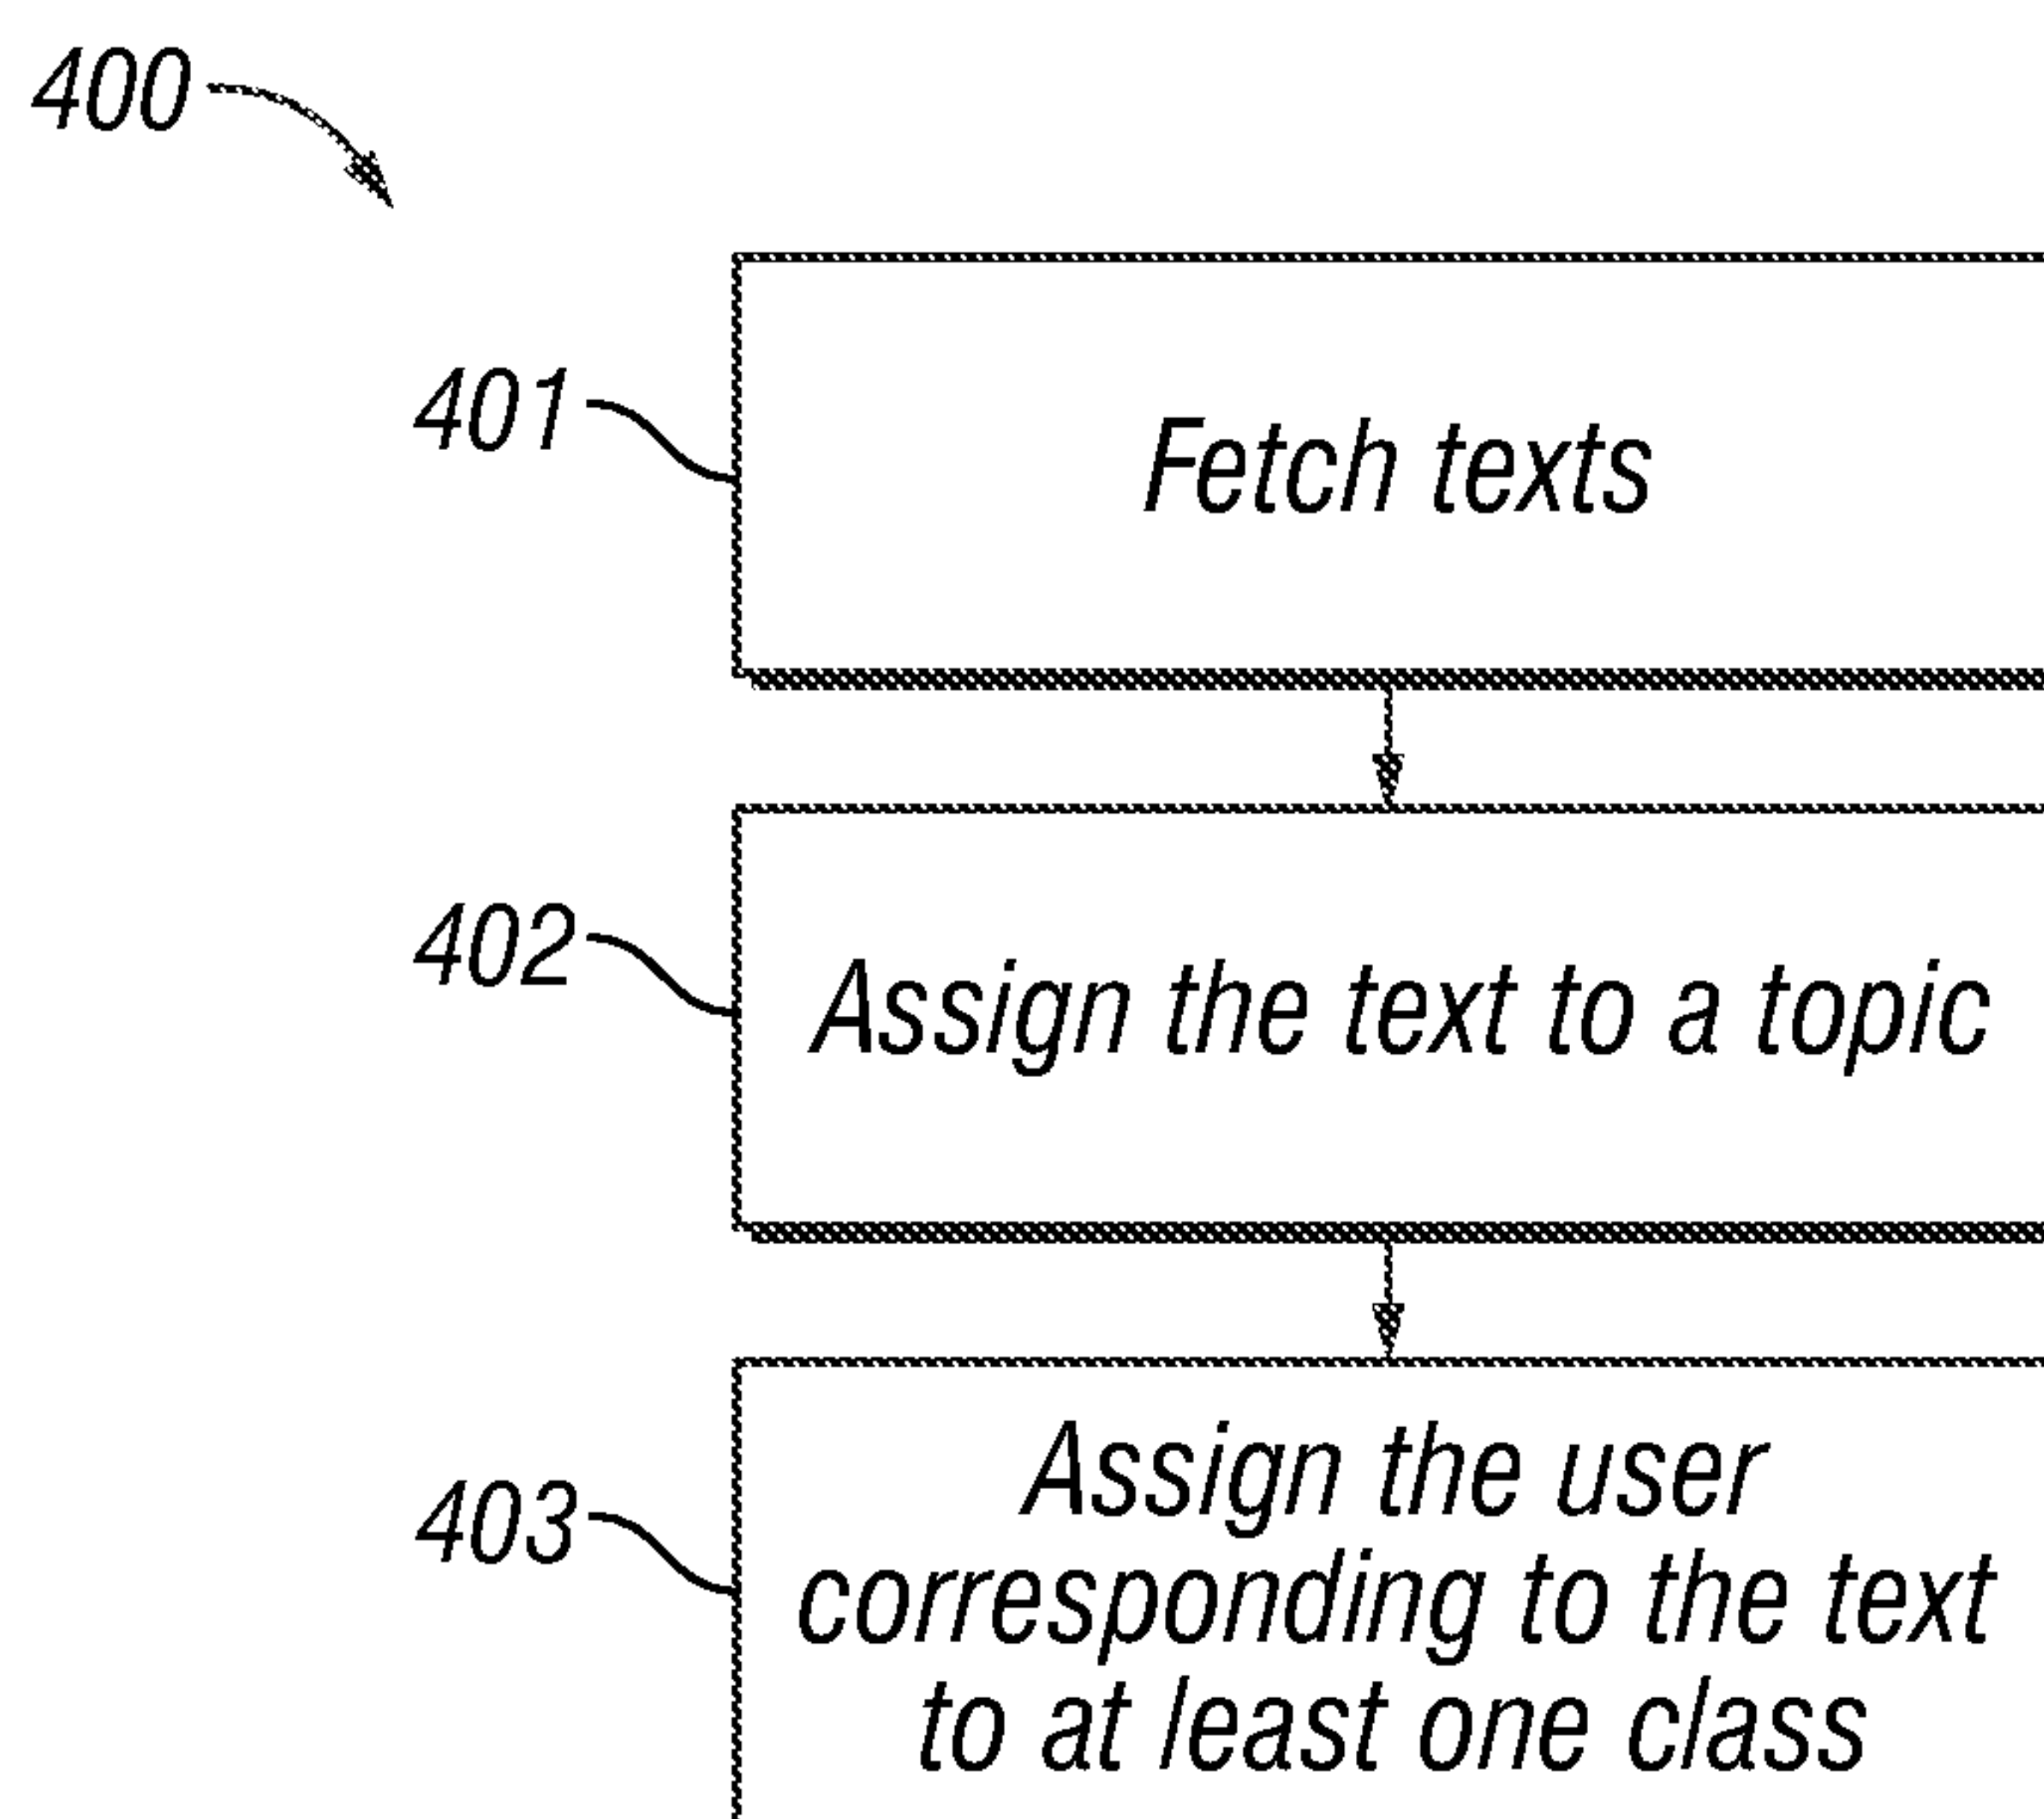 400
401
Fetch texts
402
Assign the text to a topic
403
Assign the user
corresponding to the text
to at least one class